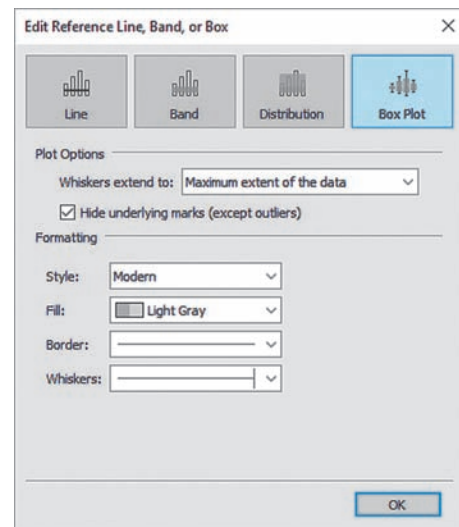 Edit Reference Line, Band, or Box
Line Band Distribution Box Plot
Plot Options
Whiskers extend to: Maximum extent of the data
Hide underlying marks (except outliers)
Formatting
Style: Modern
Fill: Light Gray
Border:
Whiskers:
OK